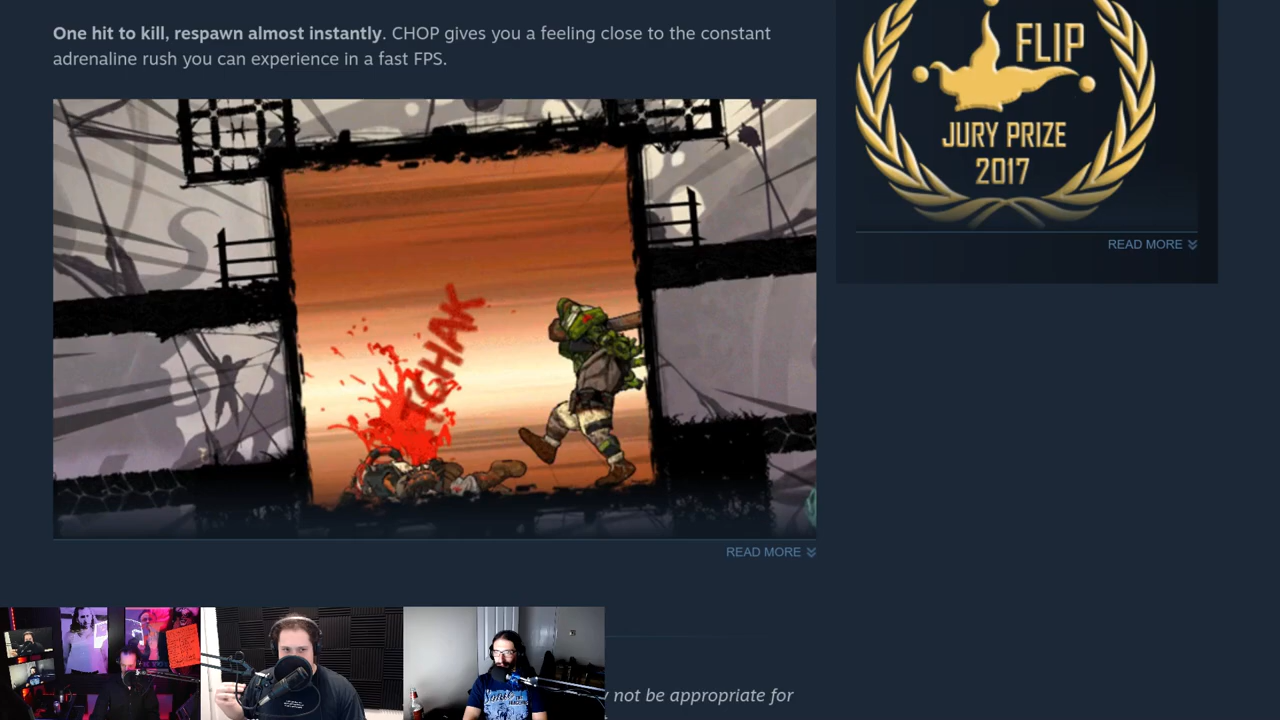 One hit to kill, respawn almost instantly. CHOP gives you a feeling close to the constant
adrenaline rush you can experience in a fast FPS.
TCHAK
READ MORE
FLIP
JURY PRIZE
2017
READ MORE
not be appropriate for